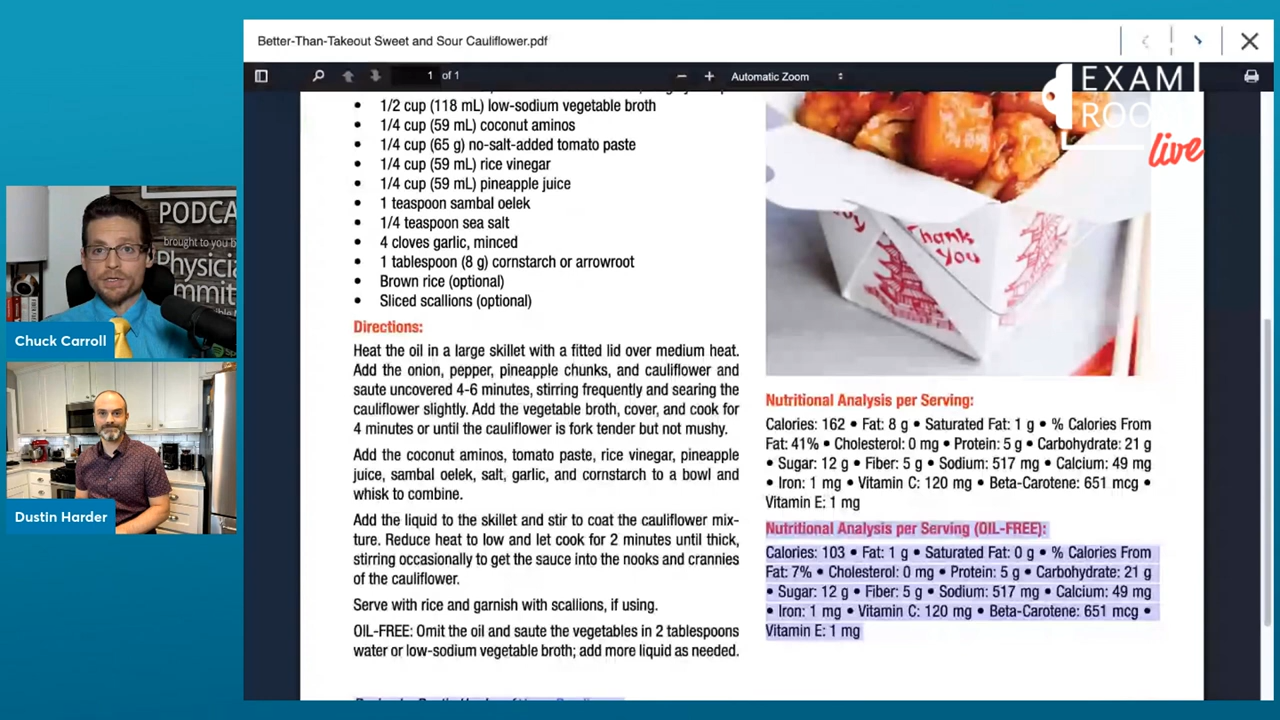 Better-Than-Takeout Sweet and Sour Cauliflower.pdf
1 of 1
Automatic Zoom
EXAM
ROOM
live
PODCA
brought to you b
Physicia
mmit
Chuck Carroll
Dustin Harder
• 1/2 cup (118 mL) low-sodium vegetable broth
• 1/4 cup (59 mL) coconut aminos
• 1/4 cup (65 g) no-salt-added tomato paste
• 1/4 cup (59 mL) rice vinegar
• 1/4 cup (59 mL) pineapple juice
• 1 teaspoon sambal oelek
• 1/4 teaspoon sea salt
• 4 cloves garlic, minced
• 1 tablespoon (8 g) cornstarch or arrowroot
• Brown rice (optional)
• Sliced scallions (optional)
Directions:
Heat the oil in a large skillet with a fitted lid over medium heat.
Add the onion, pepper, pineapple chunks, and cauliflower and
saute uncovered 4-6 minutes, stirring frequently and searing the
cauliflower slightly. Add the vegetable broth, cover, and cook for
4 minutes or until the cauliflower is fork tender but not mushy.
Add the coconut aminos, tomato paste, rice vinegar, pineapple
juice, sambal oelek, salt, garlic, and cornstarch to a bowl and
whisk to combine.
Add the liquid to the skillet and stir to coat the cauliflower mix-
ture. Reduce heat to low and let cook for 2 minutes until thick,
stirring occasionally to get the sauce into the nooks and crannies
of the cauliflower.
Serve with rice and garnish with scallions, if using.
OIL-FREE: Omit the oil and saute the vegetables in 2 tablespoons
water or low-sodium vegetable broth; add more liquid as needed.
Thank
You
Nutritional Analysis per Serving:
Calories: 162 • Fat: 8 g • Saturated Fat: 1 g • % Calories From
Fat: 41% • Cholesterol: 0 mg • Protein: 5 g • Carbohydrate: 21 g
• Sugar: 12 g • Fiber: 5 g • Sodium: 517 mg • Calcium: 49 mg
• Iron: 1 mg • Vitamin C: 120 mg • Beta-Carotene: 651 mcg •
Vitamin E: 1 mg
Nutritional Analysis per Serving (OIL-FREE):
Calories: 103 • Fat: 1 g • Saturated Fat: 0 g • % Calories From
Fat: 7% • Cholesterol: 0 mg • Protein: 5 g • Carbohydrate: 21 g
• Sugar: 12 g • Fiber: 5 g • Sodium: 517 mg • Calcium: 49 mg
• Iron: 1 mg • Vitamin C: 120 mg • Beta-Carotene: 651 mcg •
Vitamin E: 1 mg